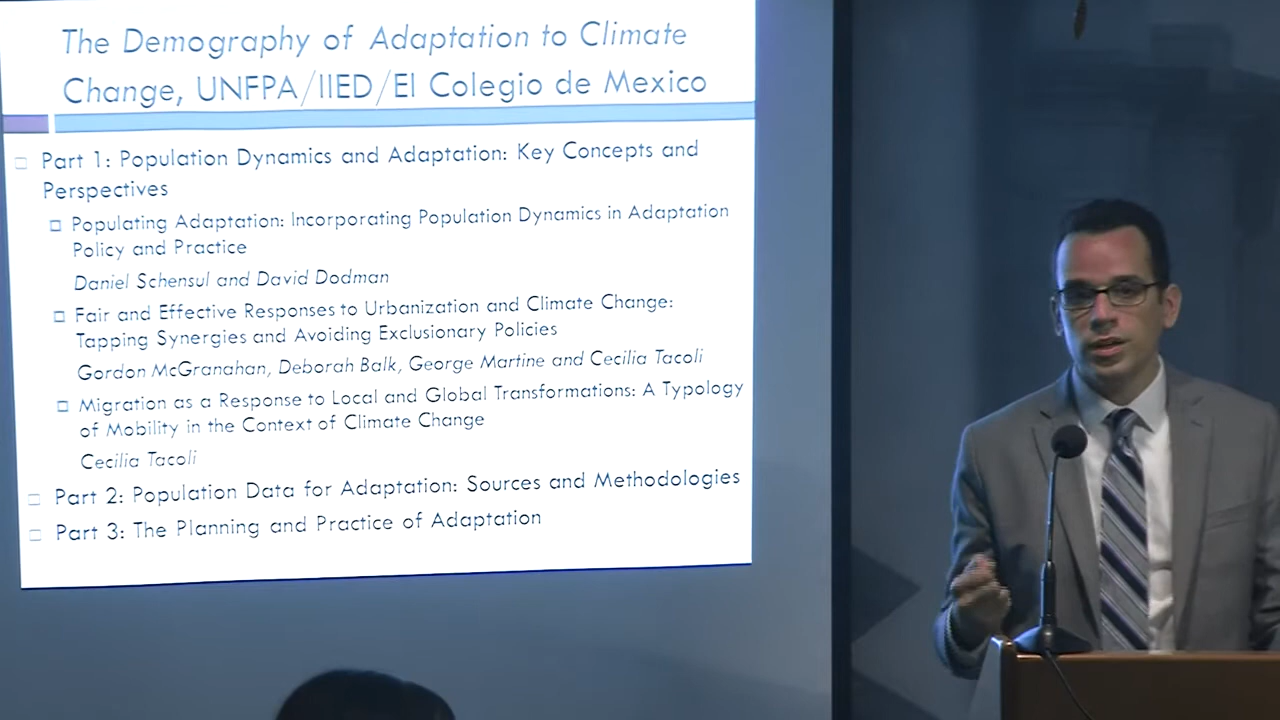 The Demography of Adaptation to Climate
Change, UNFPA/IIED/El Colegio de Mexico
Part 1: Population Dynamics and Adaptation: Key Concepts and
Perspectives
Populating Adaptation: Incorporating Population Dynamics in Adaptation
Policy and Practice
Daniel Schensul and David Dodman
Fair and Effective Responses to Urbanization and Climate Change:
Tapping Synergies and Avoiding Exclusionary Policies
Gordon McGranahan, Deborah Balk, George Martine and Cecilia Tacoli
Migration as a Response to Local and Global Transformations: A Typology
of Mobility in the Context of Climate Change
Cecilia Tacoli
Part 2: Population Data for Adaptation: Sources and Methodologies
Part 3: The Planning and Practice of Adaptation